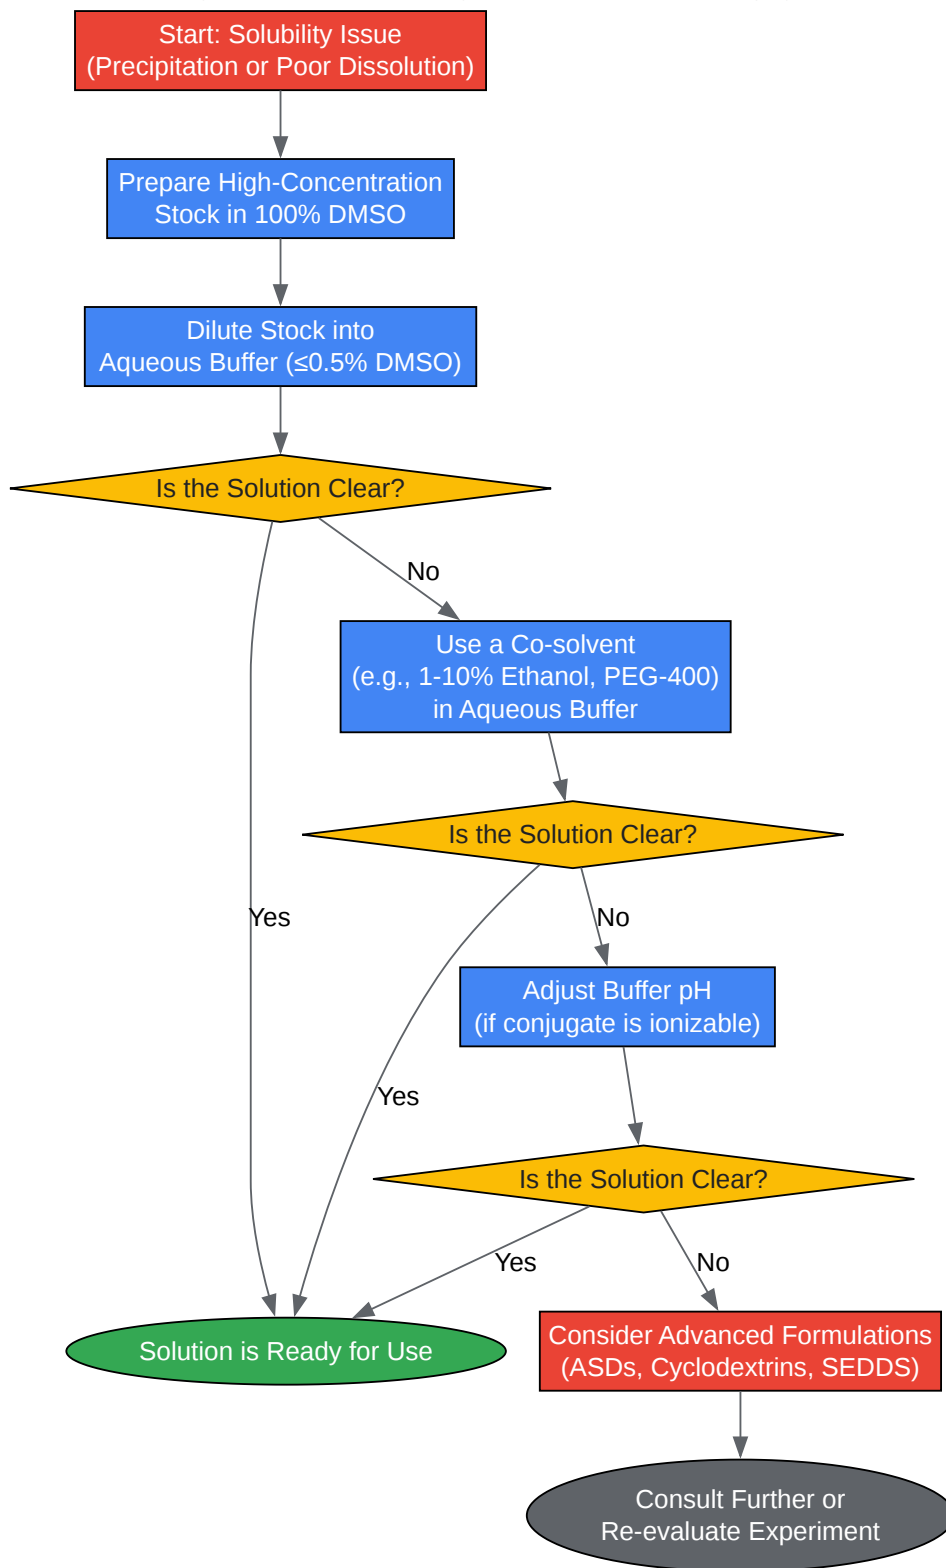 Start: Solubility Issue
(Precipitation or Poor Dissolution)
Prepare High-Concentration
Stock in 100% DMSO
Dilute Stock into
Aqueous Buffer (≤0.5% DMSO)
Is the Solution Clear?
No
Use a Co-solvent
(e.g., 1-10% Ethanol, PEG-400)
in Aqueous Buffer
Is the Solution Clear?
Yes
No
Adjust Buffer pH
(if conjugate is ionizable)
Yes
Is the Solution Clear?
Yes
No
Solution is Ready for Use
Consider Advanced Formulations
(ASDs, Cyclodextrins, SEDDS)
Consult Further or
Re-evaluate Experiment